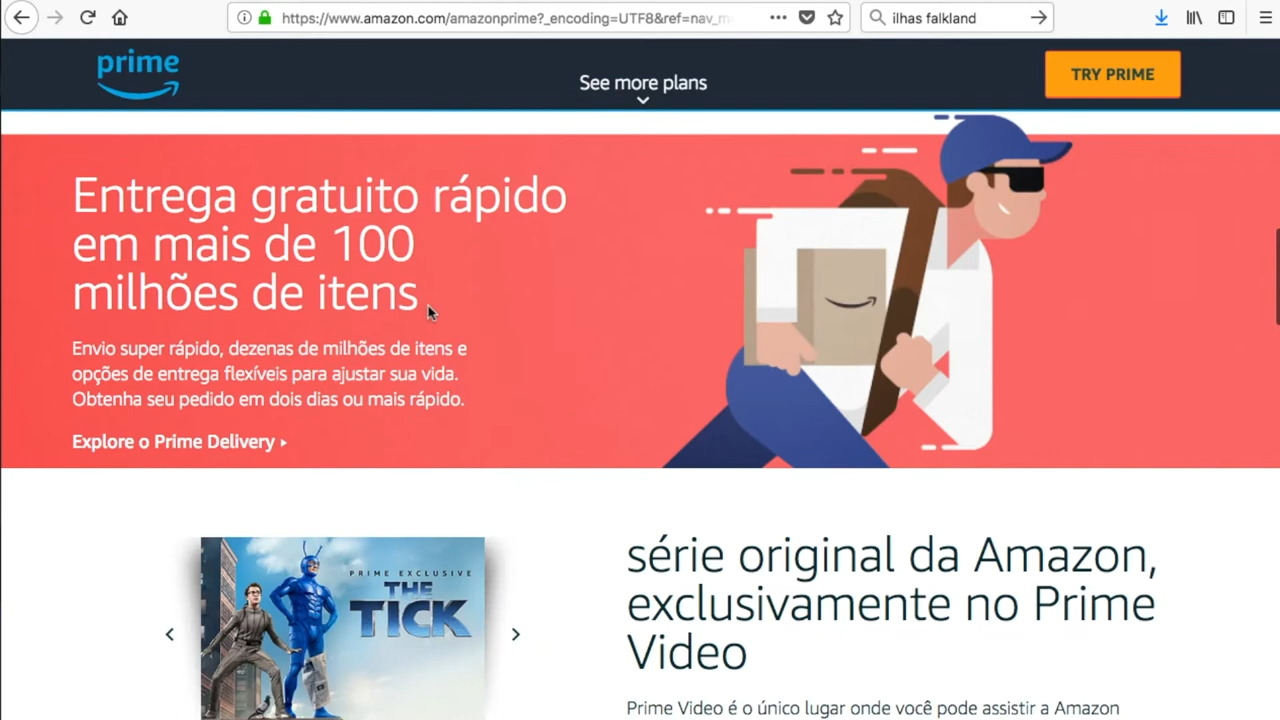 https://www.amazon.com/amazonprime?_encoding=UTF8&ref=nav_m
ilhas falkland
prime
See more plans
TRY PRIME
Entrega gratuito rápido
em mais de 100
milhões de itens
Envio super rápido, dezenas de milhões de itens e
opções de entrega flexíveis para ajustar sua vida.
Obtenha seu pedido em dois dias ou mais rápido.
Explore o Prime Delivery
PRIME EXCLUSIVE
THE
TICK
série original da Amazon,
exclusivamente no Prime
Video
Prime Video é o único lugar onde você pode assistir a Amazon